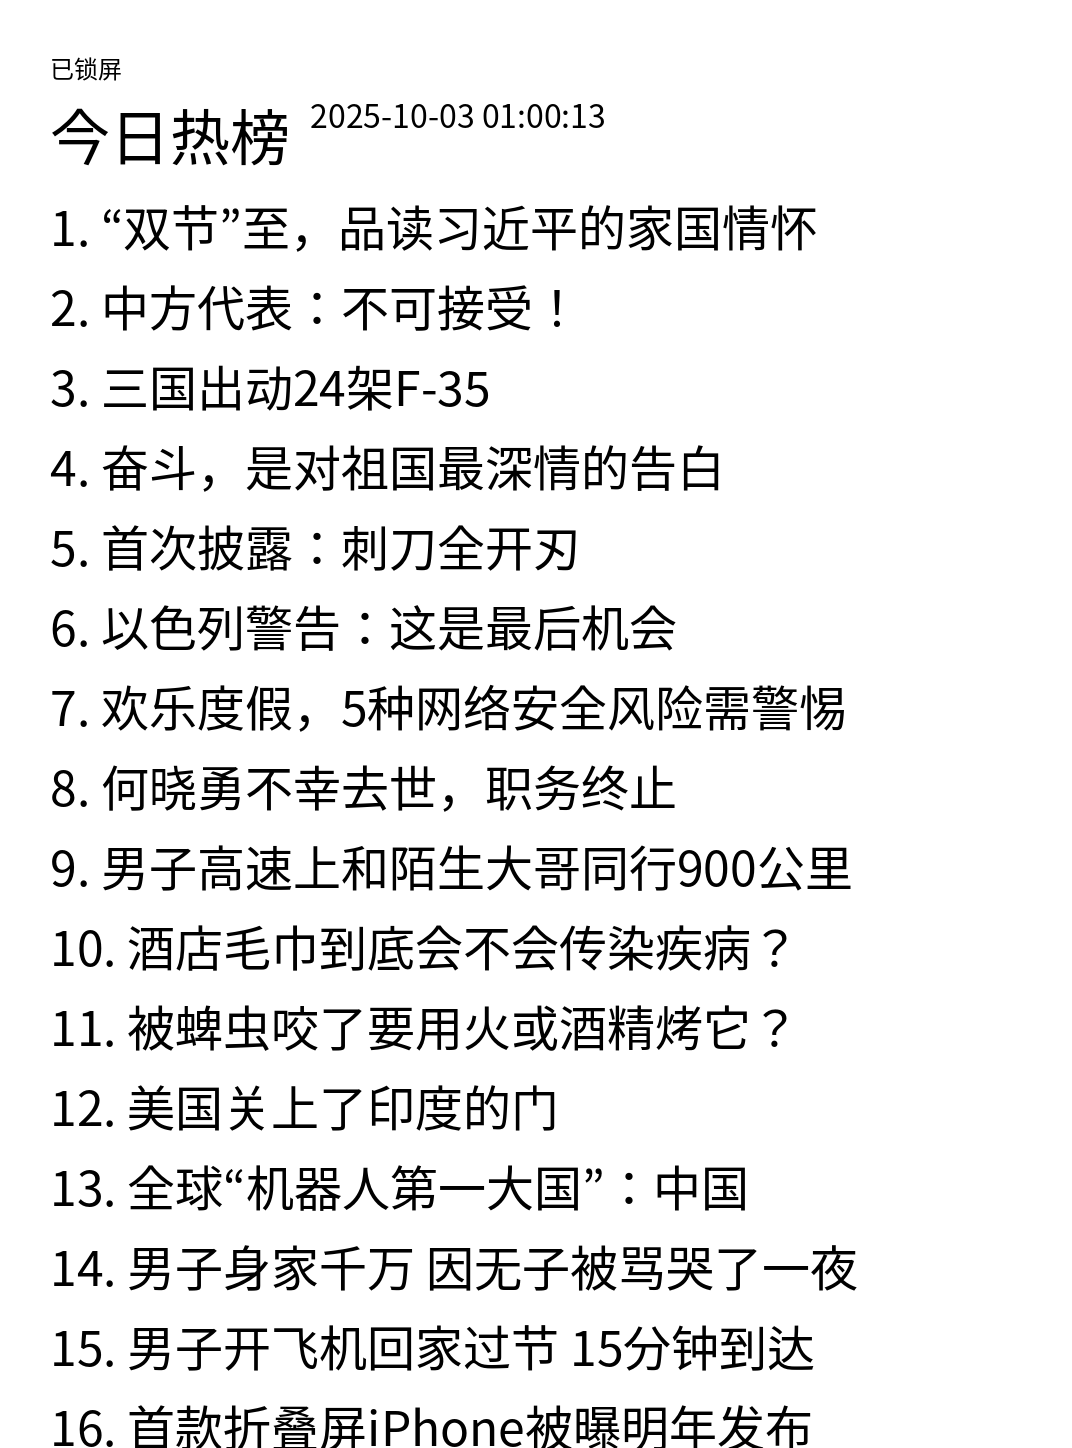 已锁屏
今日热榜 2025-10-03 01:00:13
1. “双节”至，品读习近平的家国情怀
2. 中方代表：不可接受！
3. 三国出动24架F-35
4. 奋斗，是对祖国最深情的告白
5. 首次披露：刺刀全开刃
6. 以色列警告：这是最后机会
7. 欢乐度假，5种网络安全风险需警惕
8. 何晓勇不幸去世，职务终止
9. 男子高速上和陌生大哥同行900公里
10. 酒店毛巾到底会不会传染疾病？
11. 被蜱虫咬了要用火或酒精烤它？
12. 美国关上了印度的门
13. 全球“机器人第一大国”：中国
14. 男子身家千万 因无子被骂哭了一夜
15. 男子开飞机回家过节 15分钟到达
16. 首款折叠屏iPhone被曝明年发布